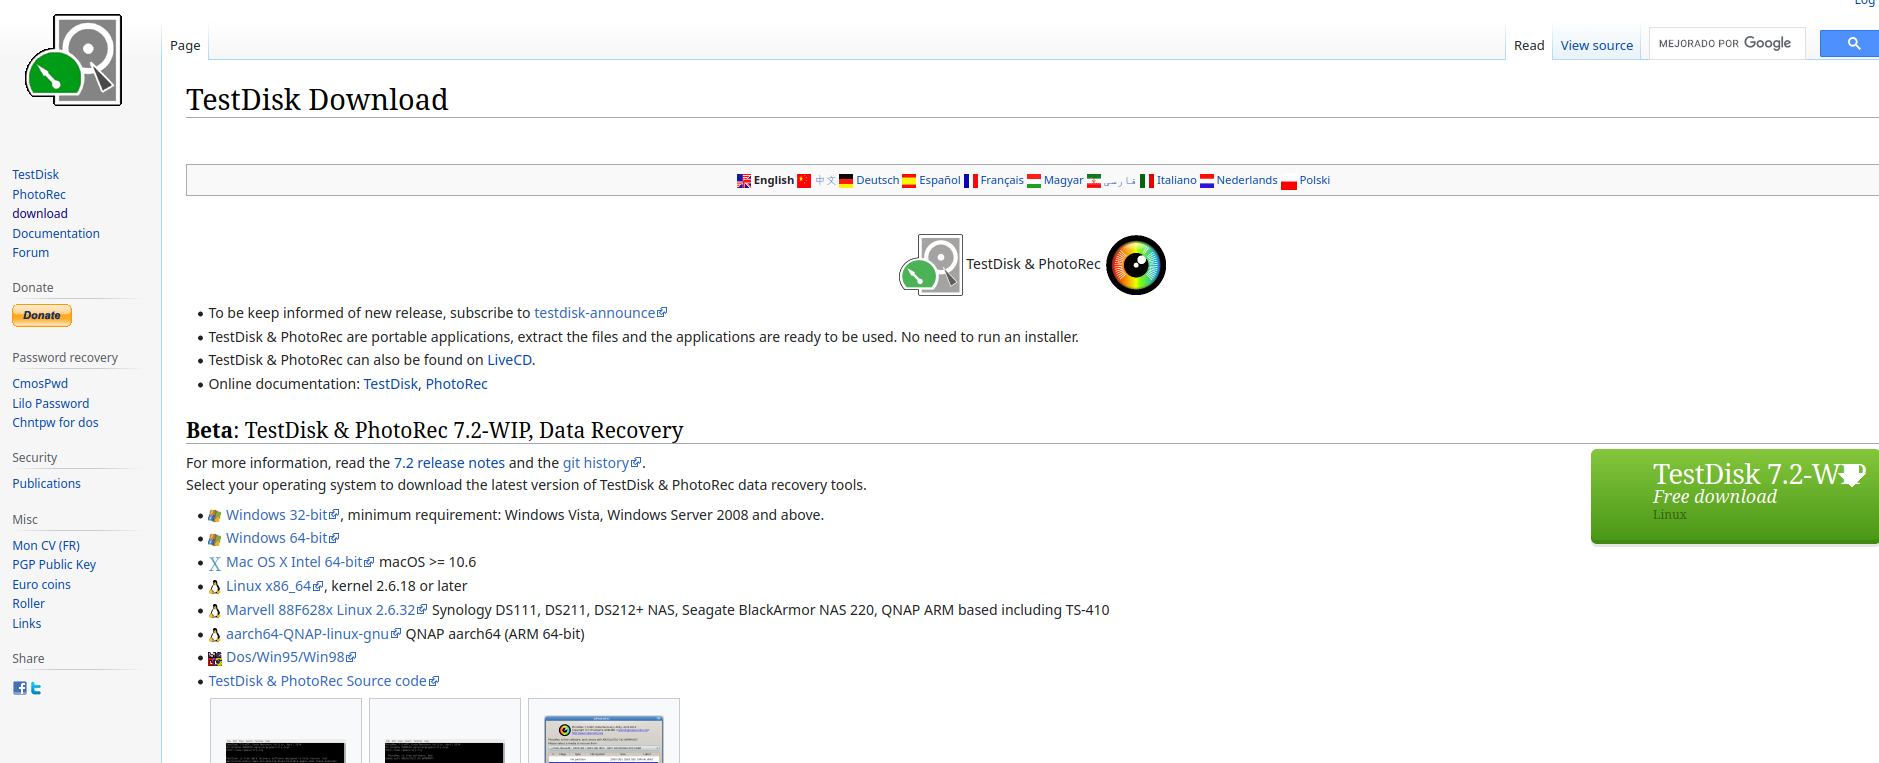 Log
Page
Read
View source
MEJORADO POR Google
TestDisk Download
TestDisk
PhotoRec
download
Documentation
Forum
Donate
Donate
Password recovery
CmosPwd
Lilo Password
Chntpw for dos
Security
Publications
Misc
Mon CV (FR)
PGP Public Key
Euro coins
Roller
Links
Share
English 中文 Deutsch Español Français Magyar فارسی Italiano Nederlands Polski
TestDisk & PhotoRec
To be keep informed of new release, subscribe to testdisk-announce
TestDisk & PhotoRec are portable applications, extract the files and the applications are ready to be used. No need to run an installer.
TestDisk & PhotoRec can also be found on LiveCD.
Online documentation: TestDisk, PhotoRec
Beta: TestDisk & PhotoRec 7.2-WIP, Data Recovery
For more information, read the 7.2 release notes and the git history.
Select your operating system to download the latest version of TestDisk & PhotoRec data recovery tools.
Windows 32-bit, minimum requirement: Windows Vista, Windows Server 2008 and above.
Windows 64-bit
Mac OS X Intel 64-bit macOS >= 10.6
Linux x86_64, kernel 2.6.18 or later
Marvell 88F628x Linux 2.6.32 Synology DS111, DS211, DS212+ NAS, Seagate BlackArmor NAS 220, QNAP ARM based including TS-410
aarch64-QNAP-linux-gnu QNAP aarch64 (ARM 64-bit)
Dos/Win95/Win98
TestDisk & PhotoRec Source code
TestDisk 7.2-WIP
Free download
Linux